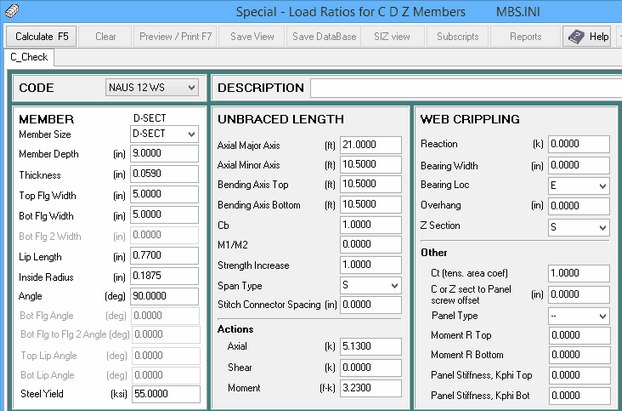 Special - Load Ratios for C D Z Members MBS.INI
Calculate F5 Clear Preview / Print F7 Save View Save DataBase SIZ view Subscripts Reports Help
C_Check
CODE NAUS 12 WS DESCRIPTION
MEMBER D-SECT
Member Size D-SECT
Member Depth (in) 9.0000
Thickness (in) 0.0590
Top Flg Width (in) 5.0000
Bot Flg Width (in) 5.0000
Bot Flg 2 Width (in) 0.0000
Lip Length (in) 0.7700
Inside Radius (in) 0.1875
Angle (deg) 90.0000
Bot Flg Angle (deg) 0.0000
Bot Flg to Flg 2 Angle (deg) 0.0000
Top Lip Angle (deg) 0.0000
Bot Lip Angle (deg) 0.0000
Steel Yield (ksi) 55.0000
UNBRACED LENGTH
Axial Major Axis (ft) 21.0000
Axial Minor Axis (ft) 10.5000
Bending Axis Top (ft) 10.5000
Bending Axis Bottom (ft) 10.5000
Cb 1.0000
M1/M2 0.0000
Strength Increase 1.0000
Span Type S
Stitch Connector Spacing (in) 0.0000
Actions
Axial (k) 5.1300
Shear (k) 0.0000
Moment (f-k) 3.2300
WEB CRIPPLING
Reaction (k) 0.0000
Bearing Width (in) 0.0000
Bearing Loc E
Overhang (in) 0.0000
Z Section S
Other
Ct (tens. area coef) 1.0000
C or Z sect to Panel
screw offset (in) 0.0000
Panel Type --
Moment R Top 0.0000
Moment R Bottom 0.0000
Panel Stiffness, Kphi Top 0.0000
Panel Stiffness, Kphi Bot 0.0000